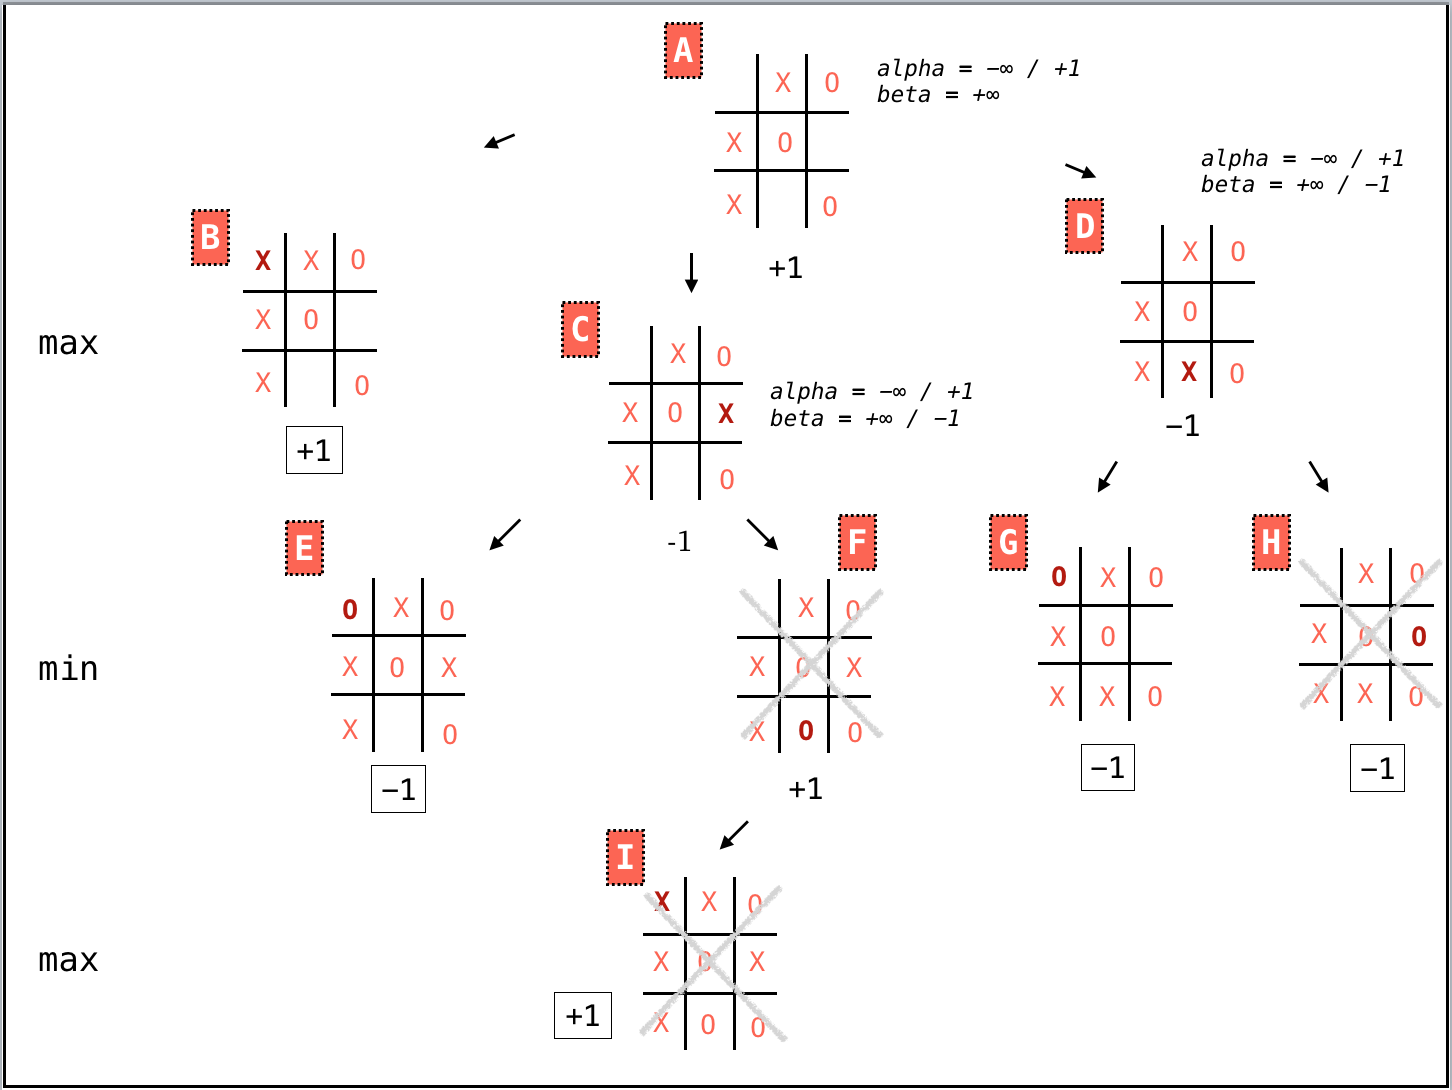 A
X O
X O
X O
alpha = −∞ / +1
beta = +∞
+1
B
X X O
X O
X O
+1
max
C
X O
X O X
X O
alpha = −∞ / +1
beta = +∞ / −1
-1
D
alpha = −∞ / +1
beta = +∞ / −1
X O
X O
X X O
−1
E
O X O
X O X
X O
−1
min
F
X O
X O X
X O O
+1
G
O X O
X O
X X O
−1
H
X O
X O O
X X O
−1
I
X X O
X O X
X O O
+1
max